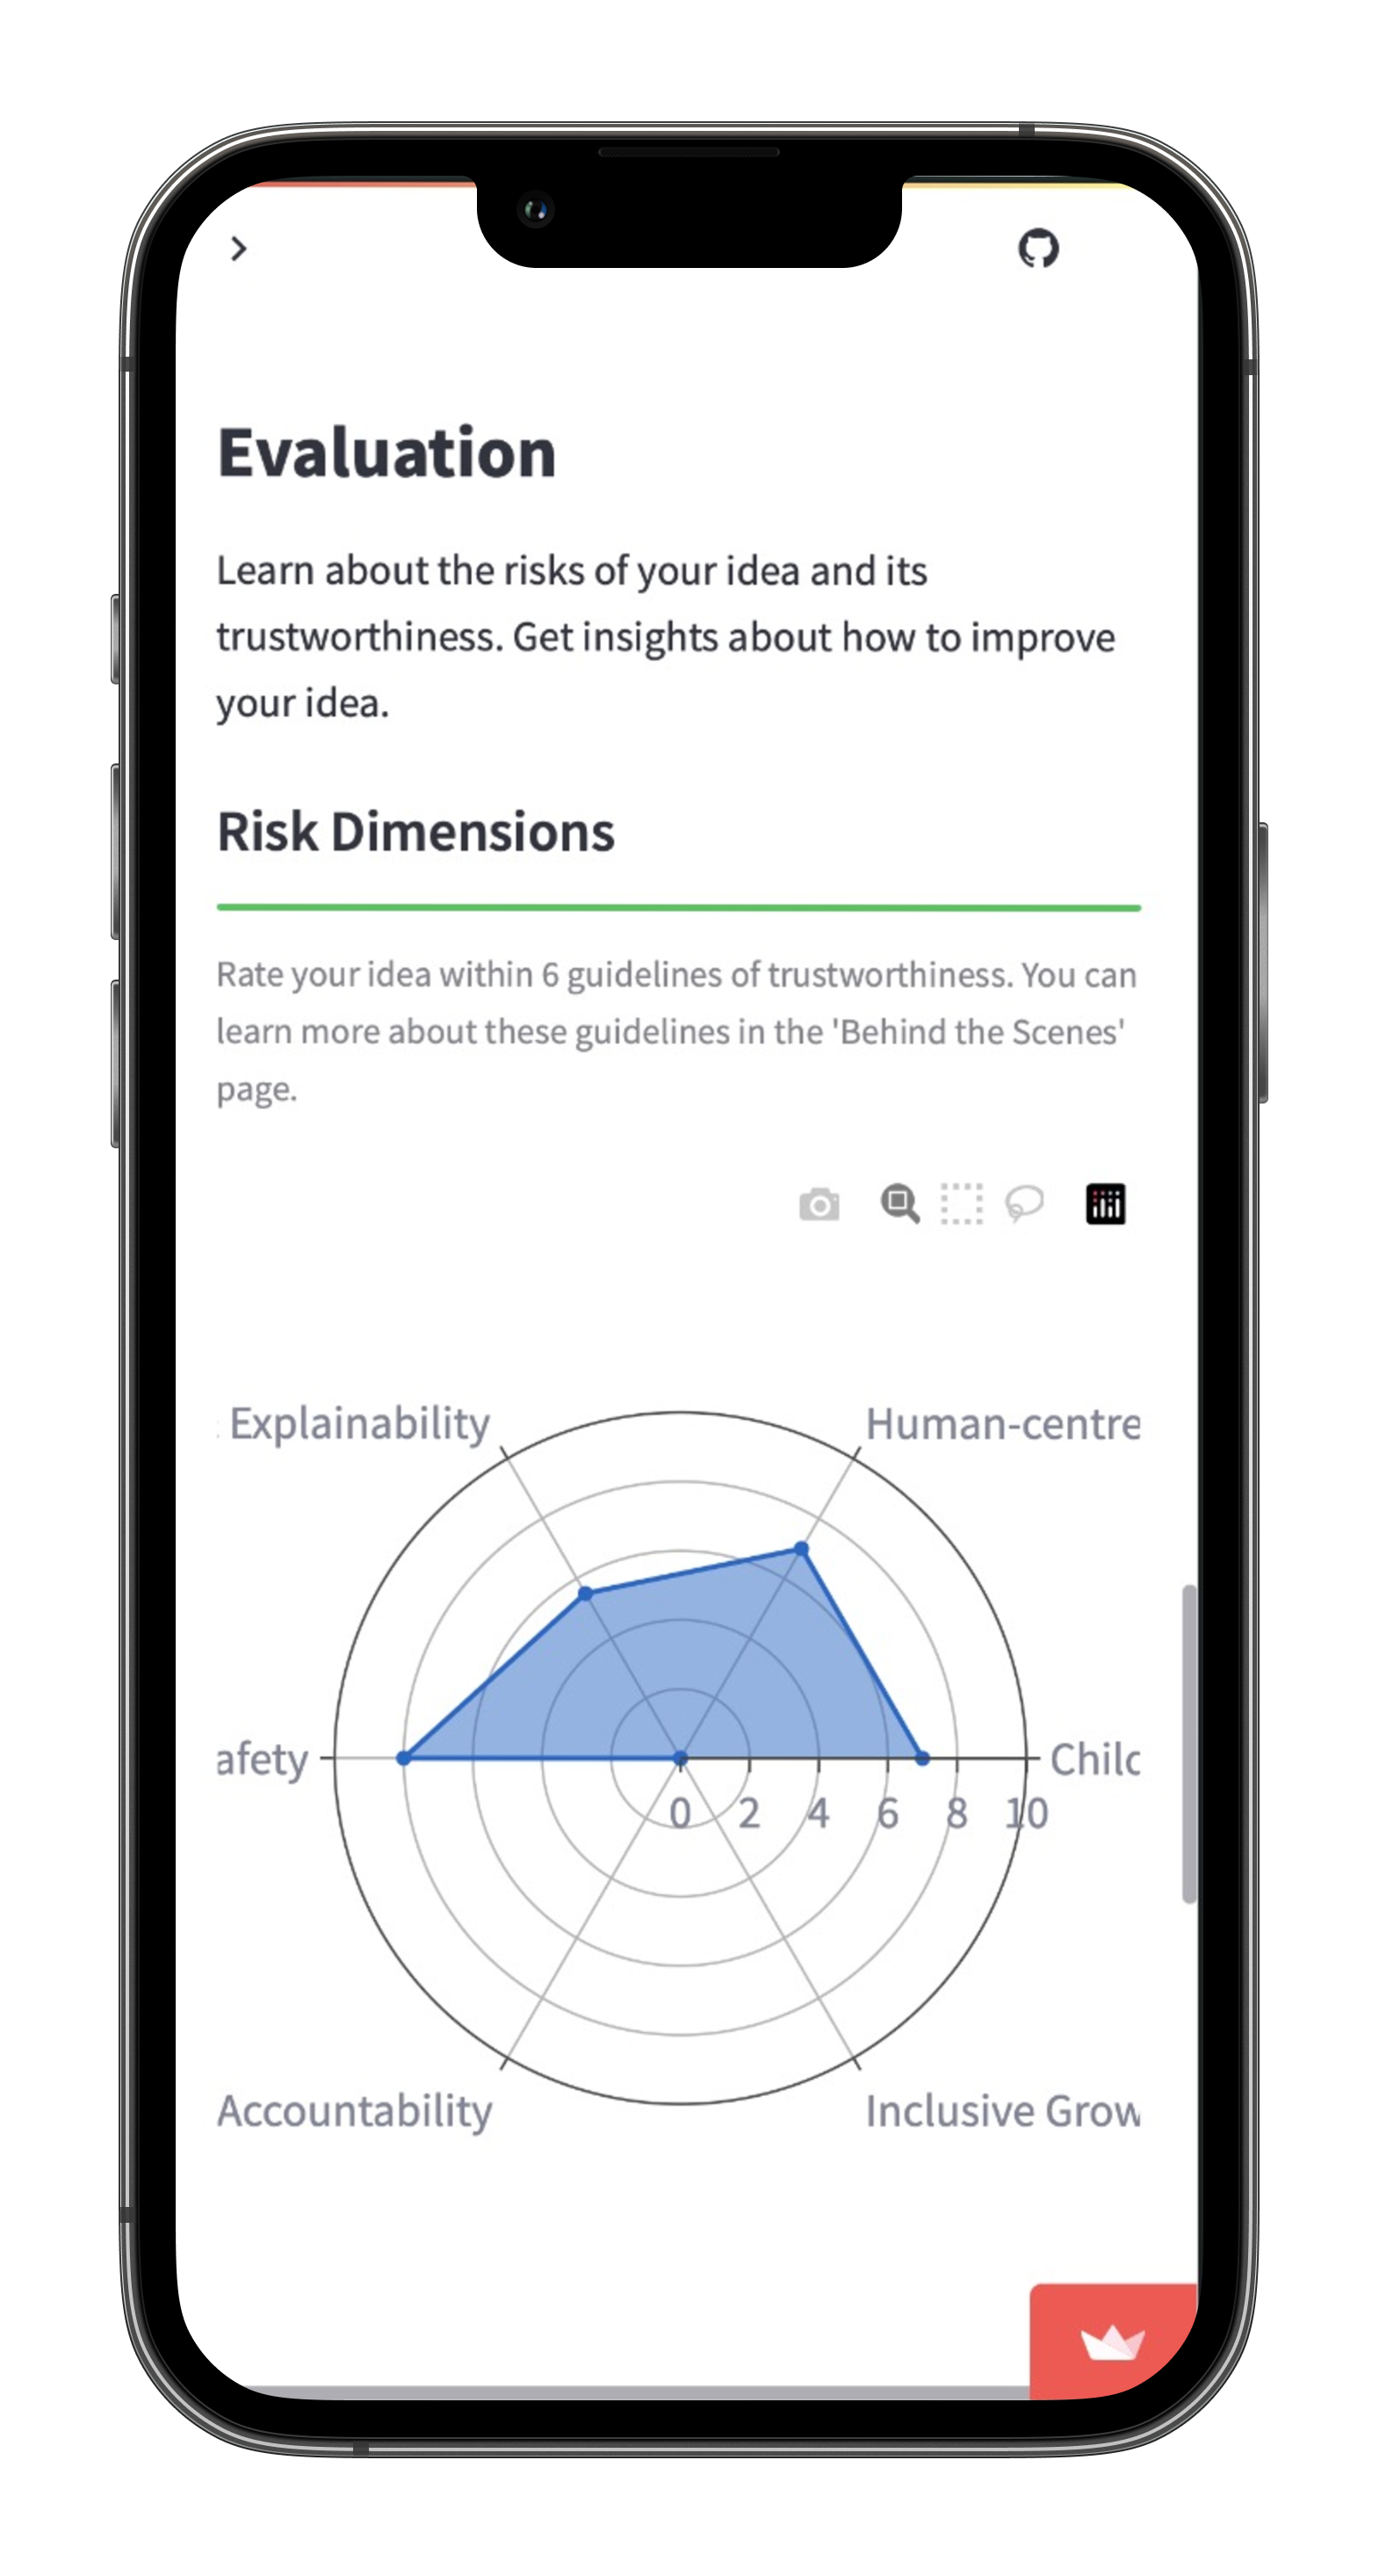 Evaluation
Learn about the risks of your idea and its
trustworthiness. Get insights about how to improve
your idea.
Risk Dimensions
Rate your idea within 6 guidelines of trustworthiness. You can
learn more about these guidelines in the 'Behind the Scenes'
page.
Explainability Human-centre
afety Chil
0 2 4 6 8 10
Accountability Inclusive Grow